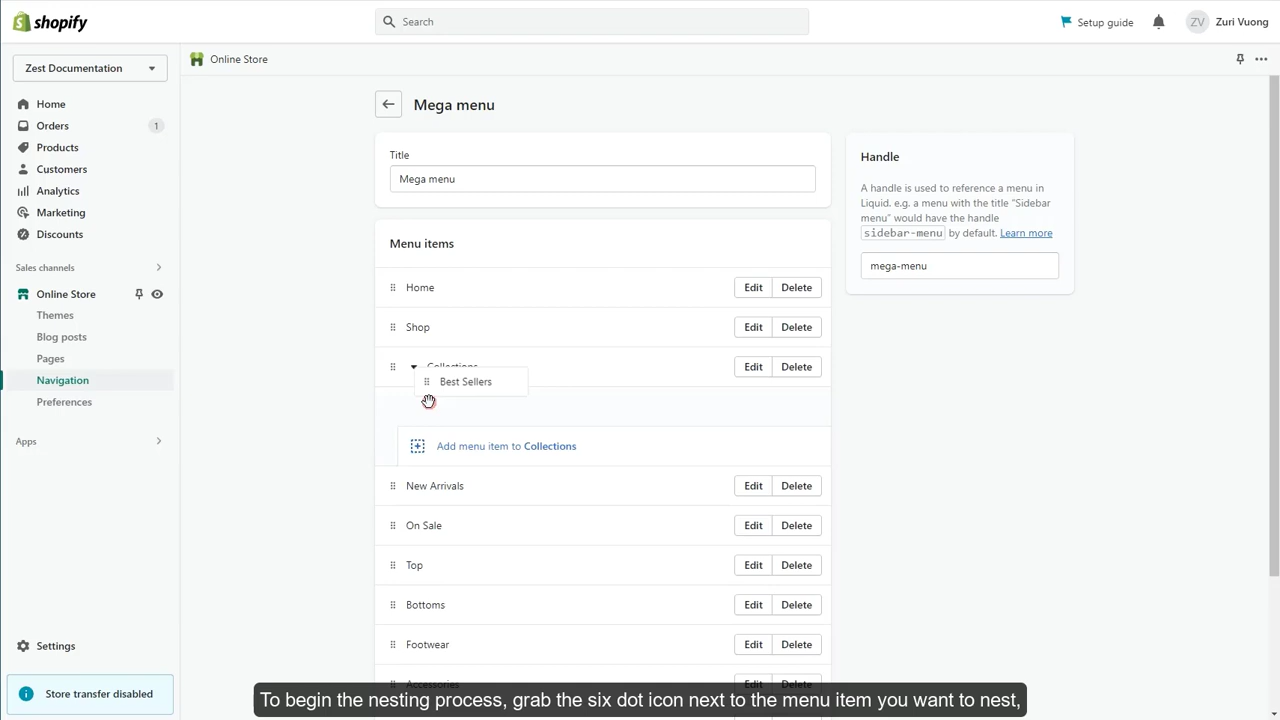 shopify
Search
Setup guide
ZV
Zuri Vuong
Zest Documentation
Online Store
Home
Orders
1
Products
Customers
Analytics
Marketing
Discounts
Sales channels
Online Store
Themes
Blog posts
Pages
Navigation
Preferences
Apps
Settings
Store transfer disabled
Mega menu
Title
Mega menu
Menu items
Home Edit Delete
Shop Edit Delete
Collections Edit Delete
Best Sellers
Add menu item to Collections
New Arrivals Edit Delete
On Sale Edit Delete
Top Edit Delete
Bottoms Edit Delete
Footwear Edit Delete
Accessories Edit Delete
Handle
A handle is used to reference a menu in
Liquid. e.g. a menu with the title "Sidebar
menu" would have the handle
sidebar-menu by default. Learn more
mega-menu
To begin the nesting process, grab the six dot icon next to the menu item you want to nest,